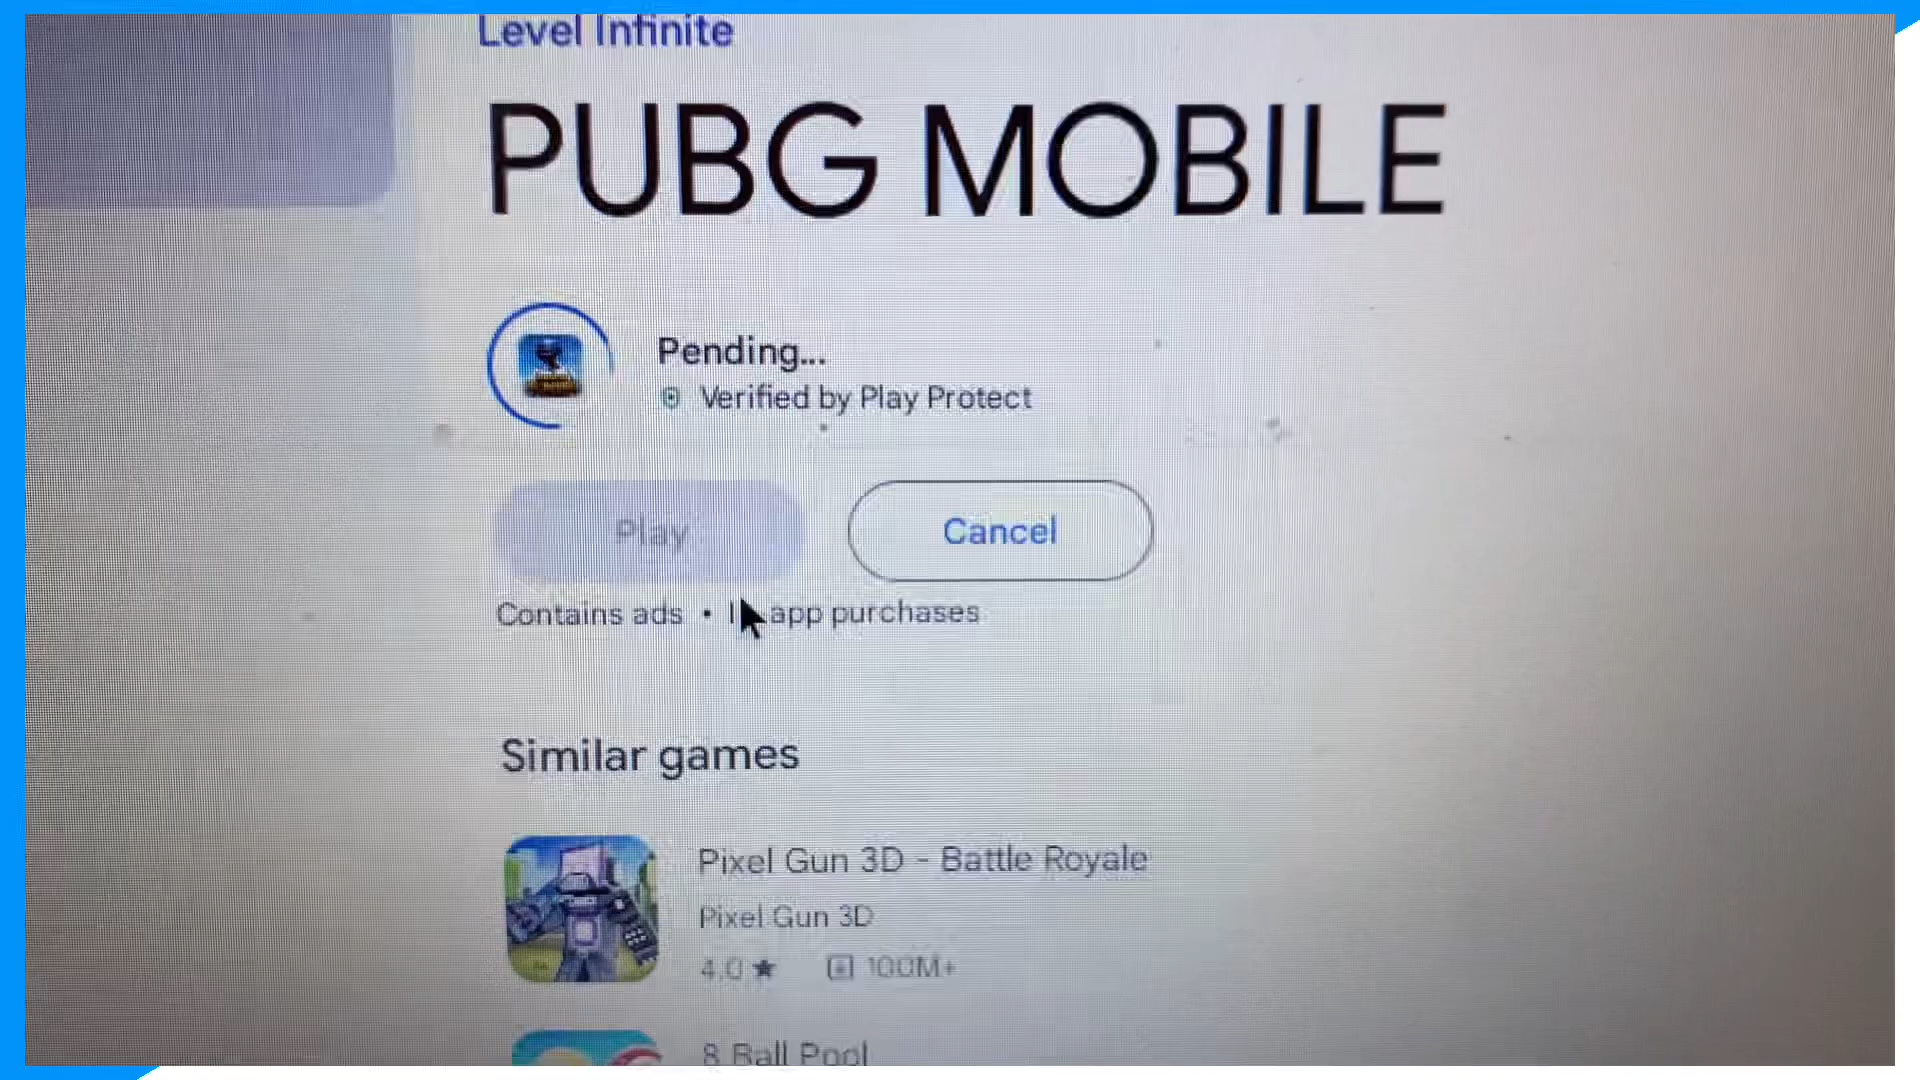 Level Infinite
PUBG MOBILE
Pending...
Verified by Play Protect
Play
Cancel
Contains ads • I app purchases
Similar games
Pixel Gun 3D - Battle Royale
Pixel Gun 3D
4.0 ★ 100M+
8 Ball Pool